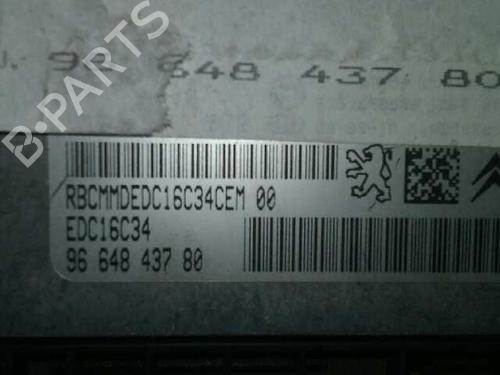 96 648 437 80
RBCMMDEDC16C34CEM 00
EDC16C34
96 648 437 80
B-PARTS